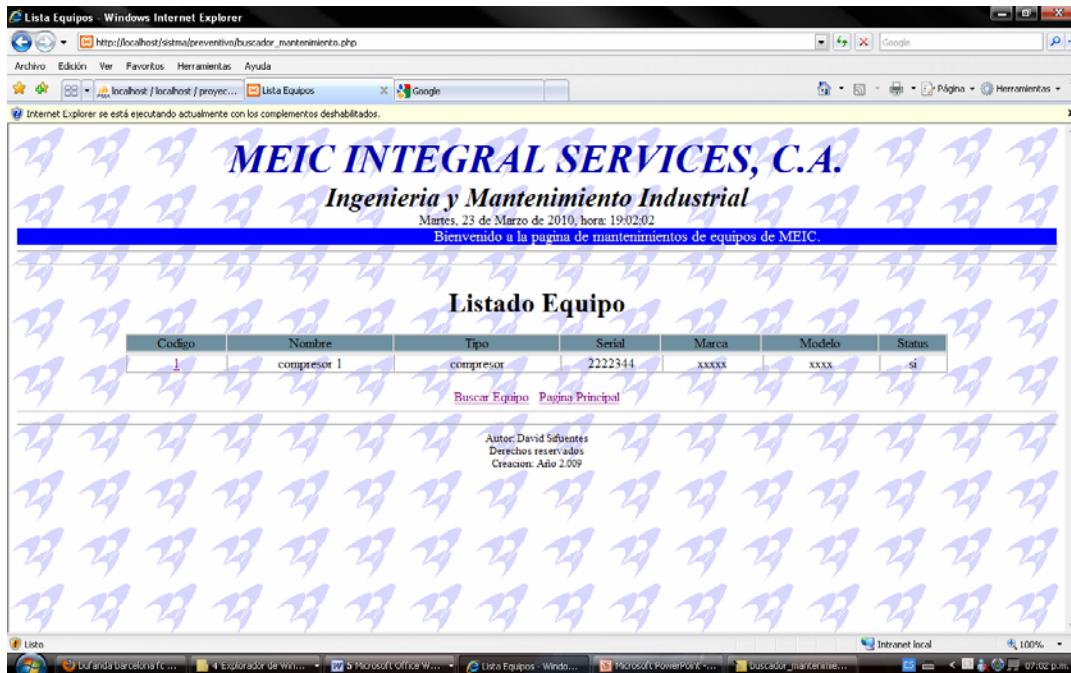 Lista Equipos - Windows Internet Explorer
http://localhost/sistma/preventivo/buscador_mantenimiento.php
Google
Archivo Edición Ver Favoritos Herramientas Ayuda
localhost / localhost / proyec... Lista Equipos Google
Página Herramientas
Internet Explorer se está ejecutando actualmente con los complementos deshabilitados.
MEIC INTEGRAL SERVICES, C.A.
Ingenieria y Mantenimiento Industrial
Martes, 23 de Marzo de 2010, hora: 19:02:02
Bienvenido a la pagina de mantenimientos de equipos de MEIC.
Listado Equipo
Codigo Nombre Tipo Serial Marca Modelo Status
1 compresor 1 compresor 2222344 xxxxx xxxx si
Buscar Equipo Pagina Principal
Autor: David Sifuentes
Derechos reservados
Creacion: Año 2.009
Listo Intranet local 100%
bufanda barcelona fc ... 4 Explorador de Win... 5 Microsoft Office W... Lista Equipos - Windo... Microsoft PowerPoint -... buscador_mantenime... 07:02 p.m.